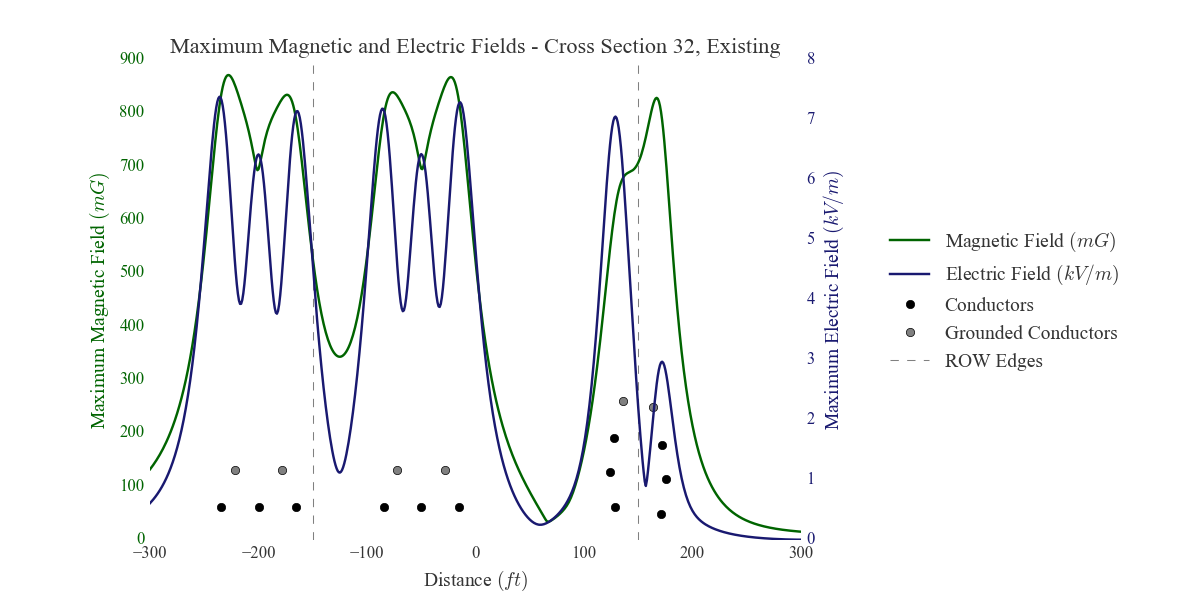 Maximum Magnetic and Electric Fields - Cross Section 32, Existing
900
800
700
600
500
400
300
200
100
0
Maximum Magnetic Field (mG)
8
7
6
5
4
3
2
1
0
Maximum Electric Field (kV/m)
−300
−200
−100
0
100
200
300
Distance (ft)
Magnetic Field (mG)
Electric Field (kV/m)
Conductors
Grounded Conductors
ROW Edges